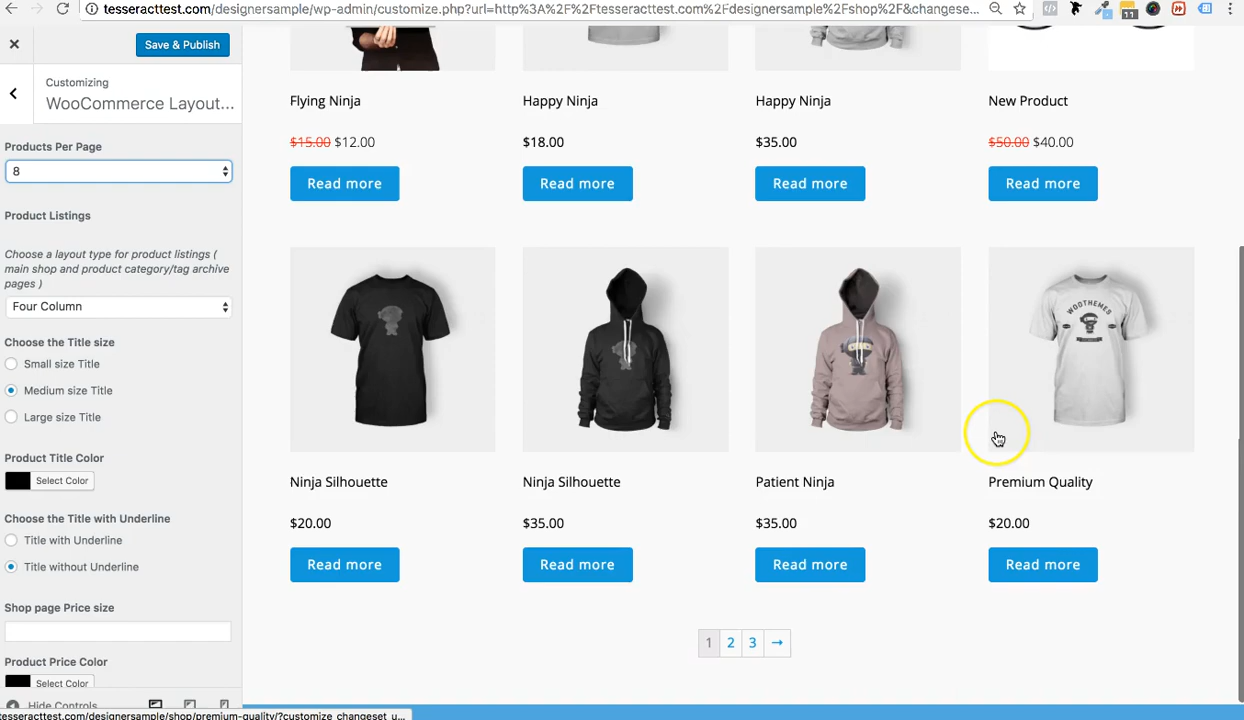 tesseracttest.com/designersample/wp-admin/customize.php?url=http%3A%2F%2Ftesseracttest.com%2Fdesignersample%2Fshop%2F&changeset...
11
Save & Publish
Customizing
WooCommerce Layout...
Products Per Page
8
Product Listings
Choose a layout type for product listings (
main shop and product category/tag archive
pages )
Four Column
Choose the Title size
Small size Title
Medium size Title
Large size Title
Product Title Color
Select Color
Choose the Title with Underline
Title with Underline
Title without Underline
Shop page Price size
Product Price Color
Select Color
Hide Controls
Flying Ninja
Happy Ninja
Happy Ninja
New Product
$15.00 $12.00
$18.00
$35.00
$50.00 $40.00
Read more
Read more
Read more
Read more
WOOTHEMES
Ninja Silhouette
Ninja Silhouette
Patient Ninja
Premium Quality
$20.00
$35.00
$35.00
$20.00
Read more
Read more
Read more
Read more
1 2 3 →
tesseracttest.com/designersample/shop/premium-quality/?customize_changeset_u...